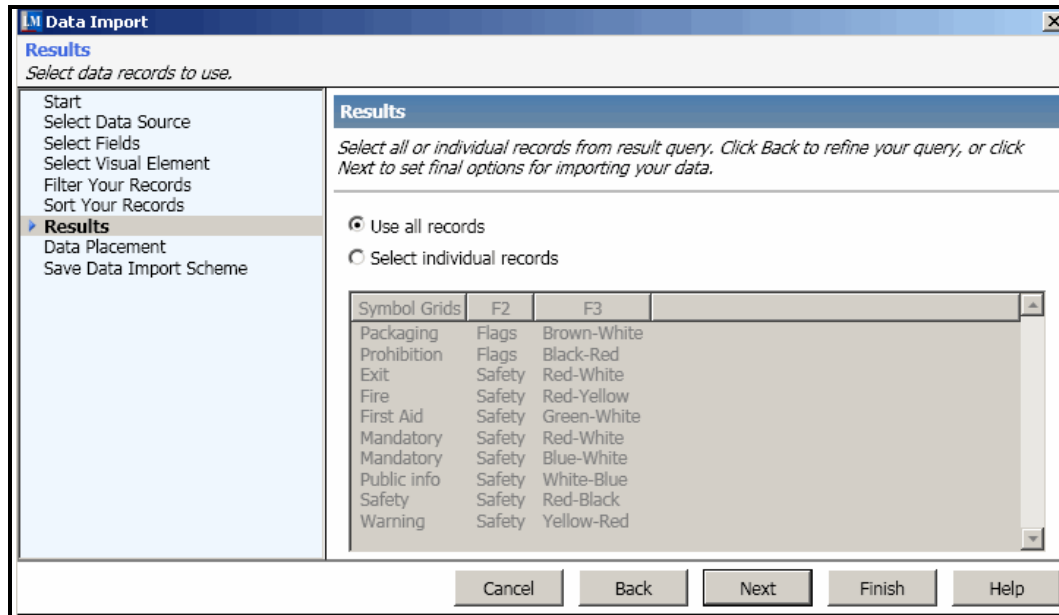 LM Data Import
Results
Select data records to use.
Start
Select Data Source
Select Fields
Select Visual Element
Filter Your Records
Sort Your Records
Results
Data Placement
Save Data Import Scheme
Results
Select all or individual records from result query. Click Back to refine your query, or click
Next to set final options for importing your data.
Use all records
Select individual records
Symbol Grids F2 F3
Packaging Flags Brown-White
Prohibition Flags Black-Red
Exit Safety Red-White
Fire Safety Red-Yellow
First Aid Safety Green-White
Mandatory Safety Red-White
Mandatory Safety Blue-White
Public info Safety White-Blue
Safety Safety Red-Black
Warning Safety Yellow-Red
Cancel Back Next Finish Help